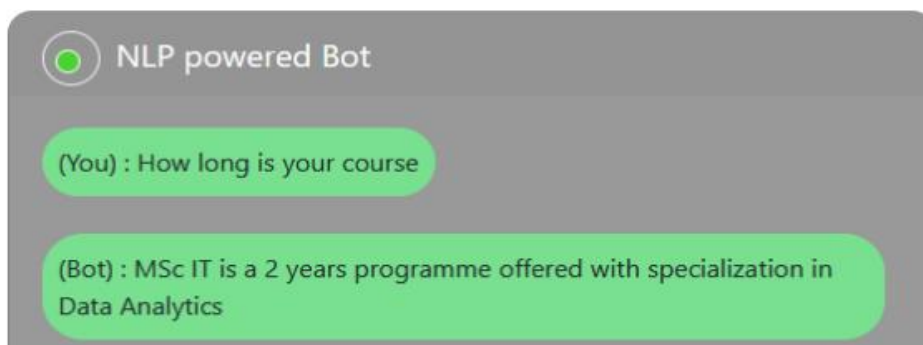 NLP powered Bot
(You) : How long is your course
(Bot) : MSc IT is a 2 years programme offered with specialization in
Data Analytics